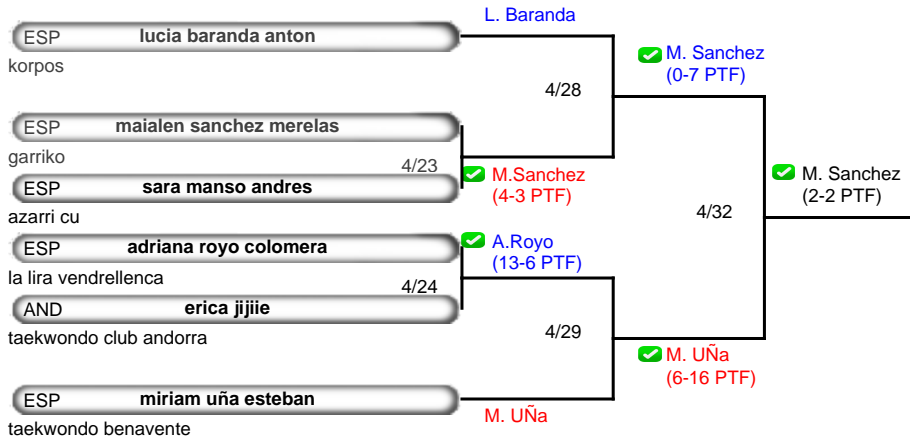 L. Baranda
ESP lucia baranda anton
korpos
M. Sanchez
(0-7 PTF)
4/28
ESP maialen sanchez merelas
garriko
4/23
M.Sanchez
(4-3 PTF)
ESP sara manso andres
azarri cu
M. Sanchez
(2-2 PTF)
4/32
ESP adriana royo colomera
la lira vendrellenca
A.Royo
(13-6 PTF)
4/24
AND erica jijiie
taekwondo club andorra
4/29
M. UÑa
(6-16 PTF)
ESP miriam uña esteban
taekwondo benavente
M. UÑa